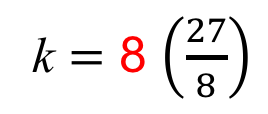 k = 8 (27/8)